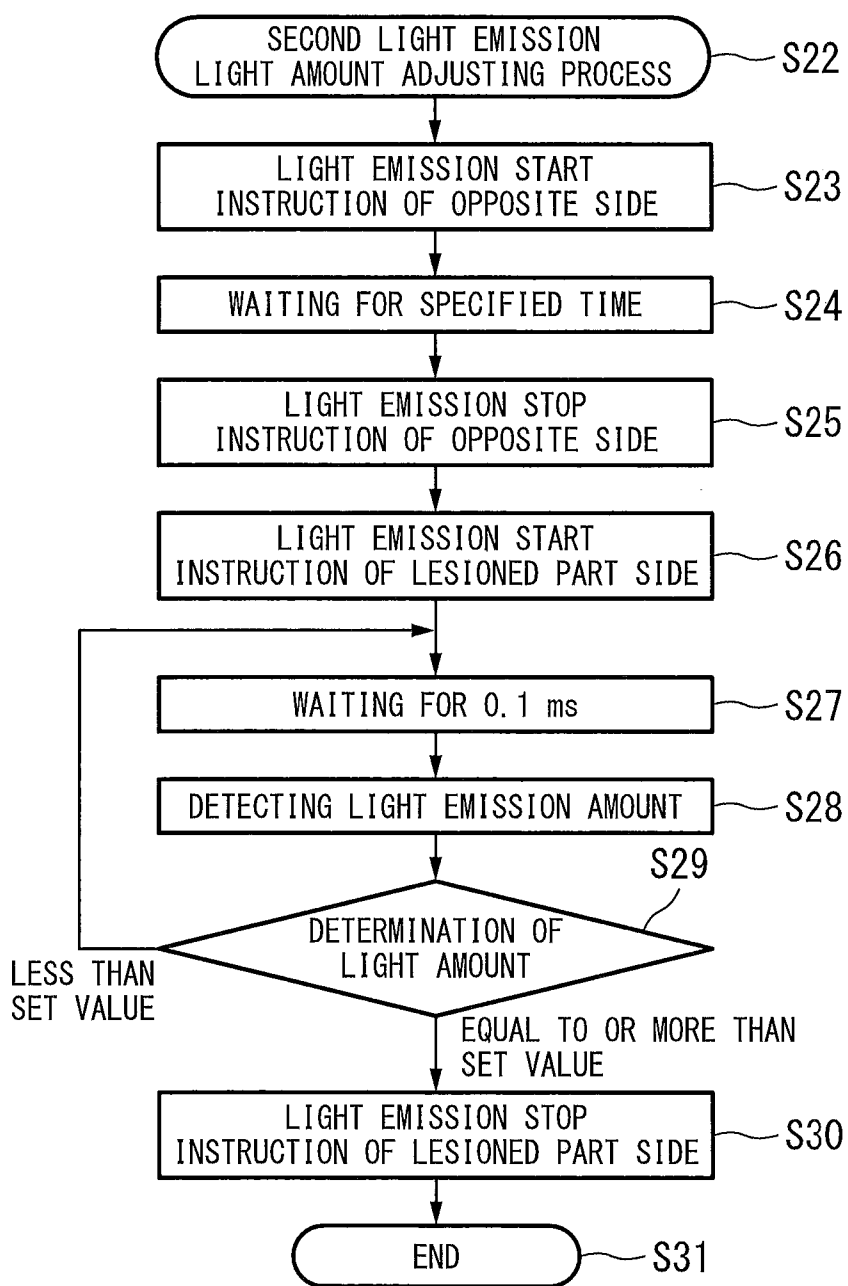 SECOND LIGHT EMISSION
LIGHT AMOUNT ADJUSTING PROCESS
S22
LIGHT EMISSION START
INSTRUCTION OF OPPOSITE SIDE
S23
WAITING FOR SPECIFIED TIME
S24
LIGHT EMISSION STOP
INSTRUCTION OF OPPOSITE SIDE
S25
LIGHT EMISSION START
INSTRUCTION OF LESIONED PART SIDE
S26
WAITING FOR 0.1 ms
S27
DETECTING LIGHT EMISSION AMOUNT
S28
S29
DETERMINATION OF
LIGHT AMOUNT
LESS THAN
SET VALUE
EQUAL TO OR MORE THAN
SET VALUE
LIGHT EMISSION STOP
INSTRUCTION OF LESIONED PART SIDE
S30
END
S31